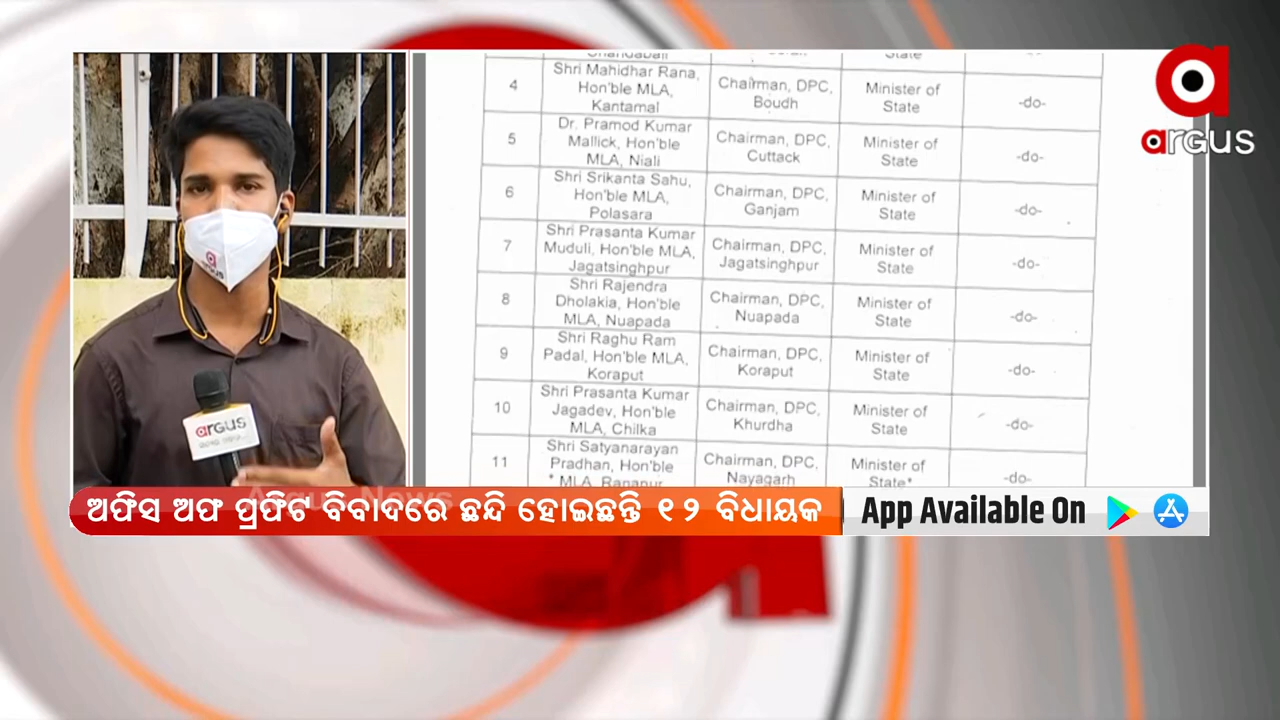 4
Shri Mahidhar Rana,
Hon'ble MLA,
Kantamal
Chairman, DPC,
Boudh
Minister of
State
-do-
5
Dr. Pramod Kumar
Mallick, Hon'ble
MLA, Niali
Chairman, DPC,
Cuttack
Minister of
State
-do-
6
Shri Srikanta Sahu,
Hon'ble MLA,
Polasara
Chairman, DPC,
Ganjam
Minister of
State
-do-
7
Shri Prasanta Kumar
Muduli, Hon'ble MLA,
Jagatsinghpur
Chairman, DPC,
Jagatsinghpur
Minister of
State
-do-
8
Shri Rajendra
Dholakia, Hon'ble
MLA, Nuapada
Chairman, DPC,
Nuapada
Minister of
State
-do-
9
Shri Raghu Ram
Padal, Hon'ble MLA,
Koraput
Chairman, DPC,
Koraput
Minister of
State
-do-
10
Shri Prasanta Kumar
Jagadev, Hon'ble
MLA, Chilka
Chairman, DPC,
Khurdha
Minister of
State
-do-
11
Shri Satyanarayan
Pradhan, Hon'ble
MLA, Ranapur
Chairman, DPC,
Nayagarh
Minister of
State*
-do-
argus
argus
argus
Argus News
ଅଫିସ ଅଫ ପ୍ରଫିଟ ବିବାଦରେ ଛନ୍ଦି ହୋଇଛନ୍ତି ୧୨ ବିଧାୟକ
App Available On